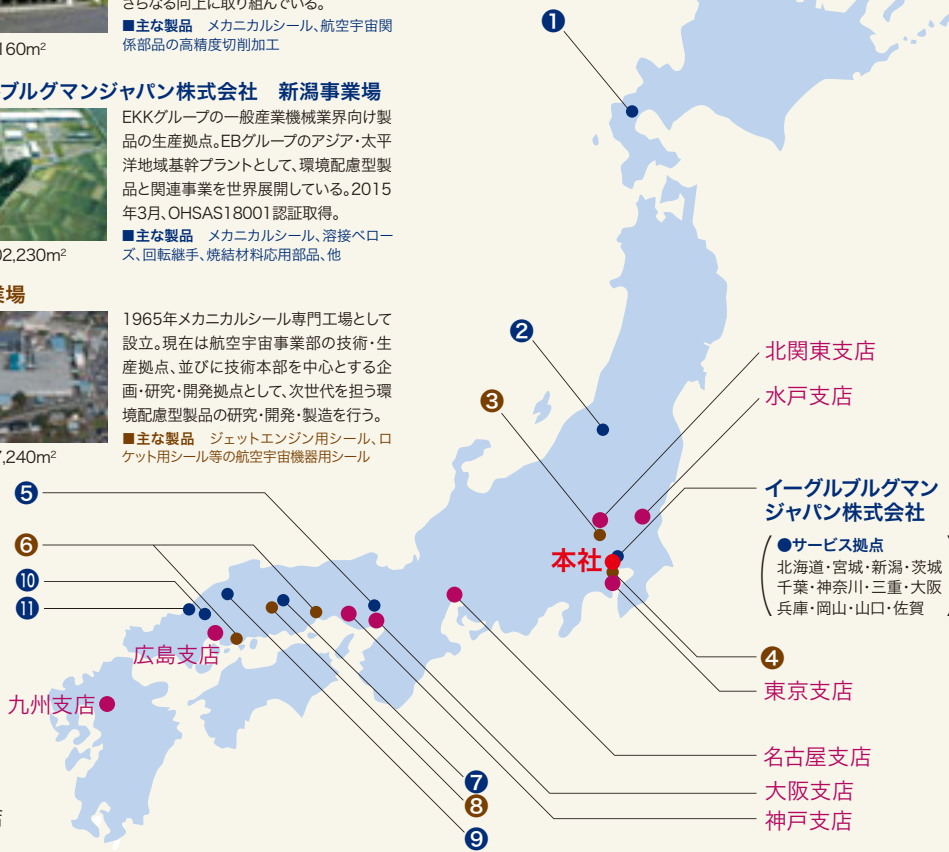 さらなる向上に取り組んでいる。
■主な製品　メカニカルシール、航空宇宙関
係部品の高精度切削加工
160m²
ブルグマンジャパン株式会社　新潟事業場
EKKグループの一般産業機械業界向け製
品の生産拠点。EBグループのアジア・太平
洋地域基幹プラントとして、環境配慮型製
品と関連事業を世界展開している。2015
年3月、OHSAS18001認証取得。
■主な製品　メカニカルシール、溶接ベロー
ズ、回転継手、焼結材料応用部品、他
02,230m²
業場
1965年メカニカルシール専門工場として
設立。現在は航空宇宙事業部の技術・生
産拠点、並びに技術本部を中心とする企
画・研究・開発拠点として、次世代を担う環
境配慮型製品の研究・開発・製造を行う。
■主な製品　ジェットエンジン用シール、ロ
ケット用シール等の航空宇宙機器用シール
7,240m²
❶
❷
❸
北関東支店
水戸支店
イーグルブルグマン
ジャパン株式会社
●サービス拠点
北海道・宮城・新潟・茨城
千葉・神奈川・三重・大阪
兵庫・岡山・山口・佐賀
本社
❺
❻
❿
⓫
広島支店
九州支店
❹
東京支店
名古屋支店
大阪支店
神戸支店
❼
❽
❾